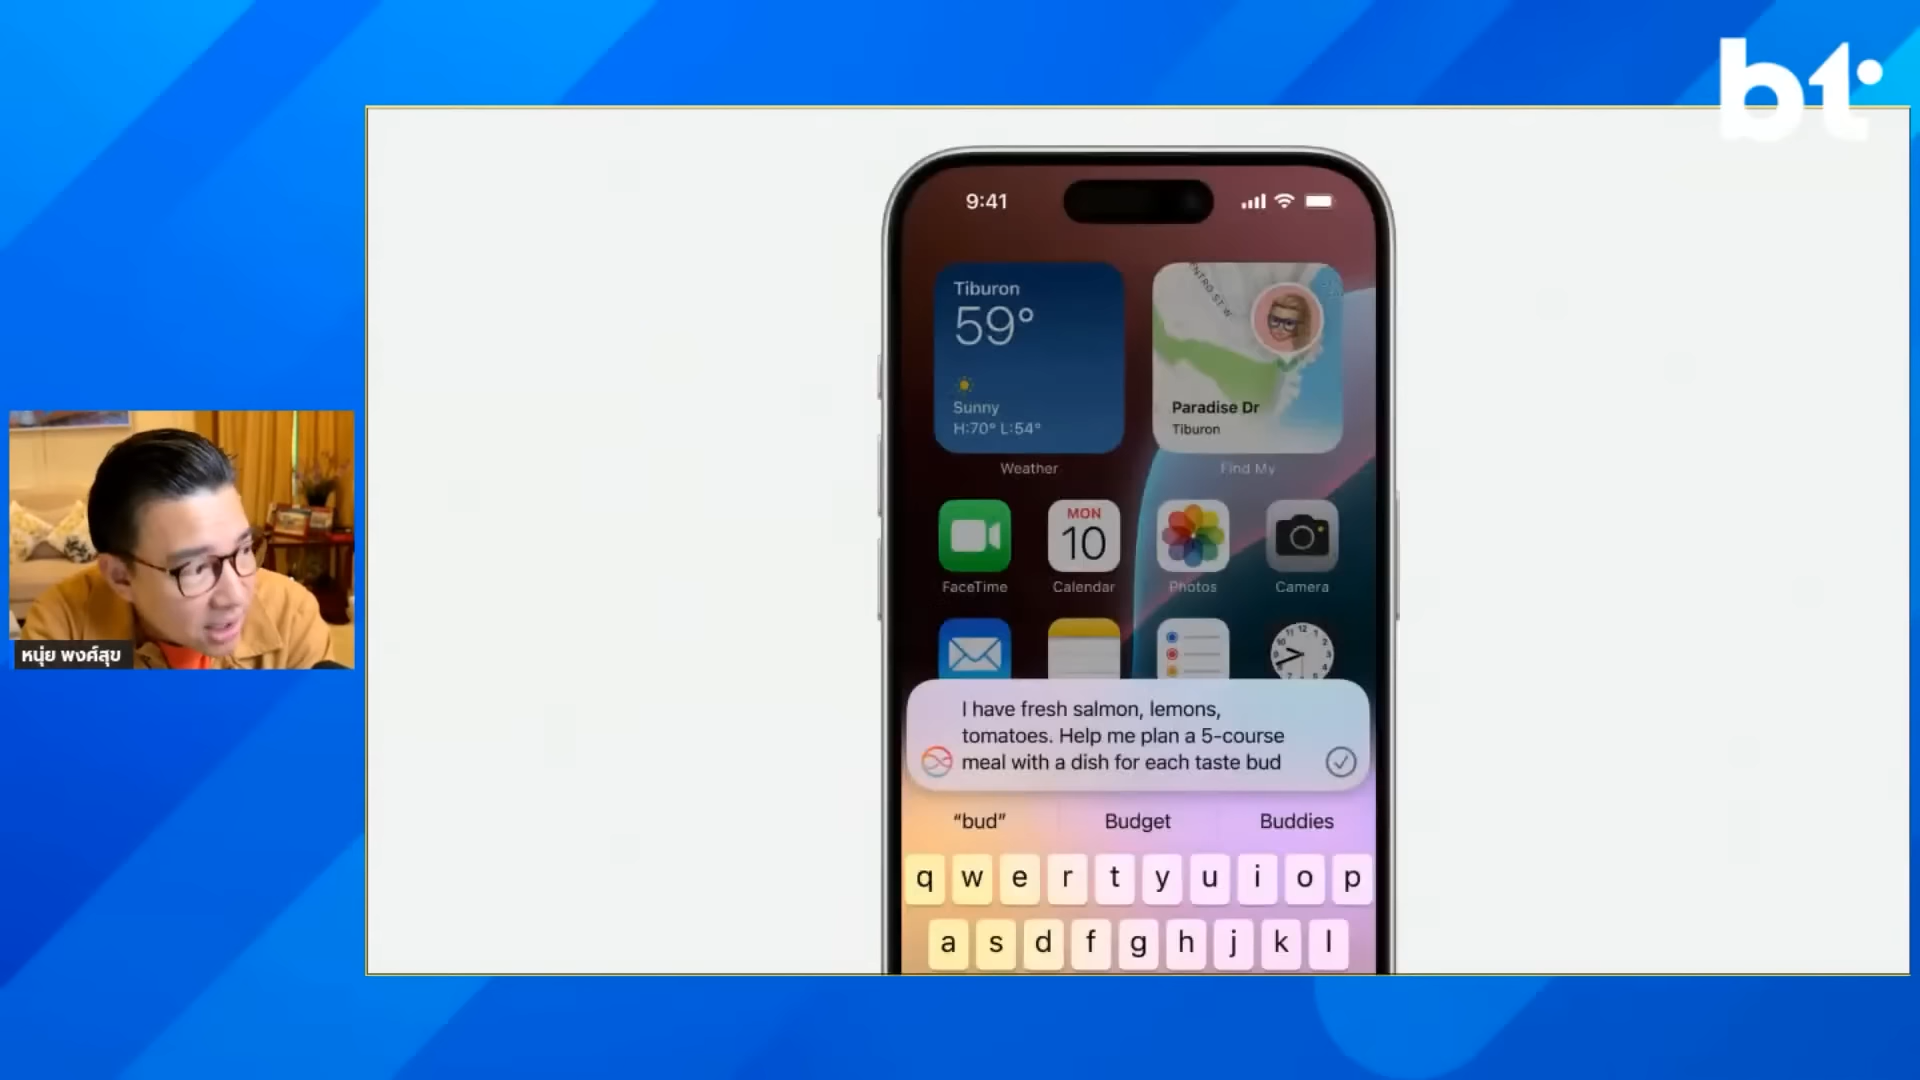 bt
9:41
Tiburon
59°
Sunny
H:70° L:54°
Weather
ENTRO ST W
Paradise Dr
Tiburon
Find My
FaceTime
MON
10
Calendar
Photos
Camera
หนุ่ย พงศ์สุข
I have fresh salmon, lemons,
tomatoes. Help me plan a 5-course
meal with a dish for each taste bud
“bud”
Budget
Buddies
q w e r t y u i o p
a s d f g h j k l